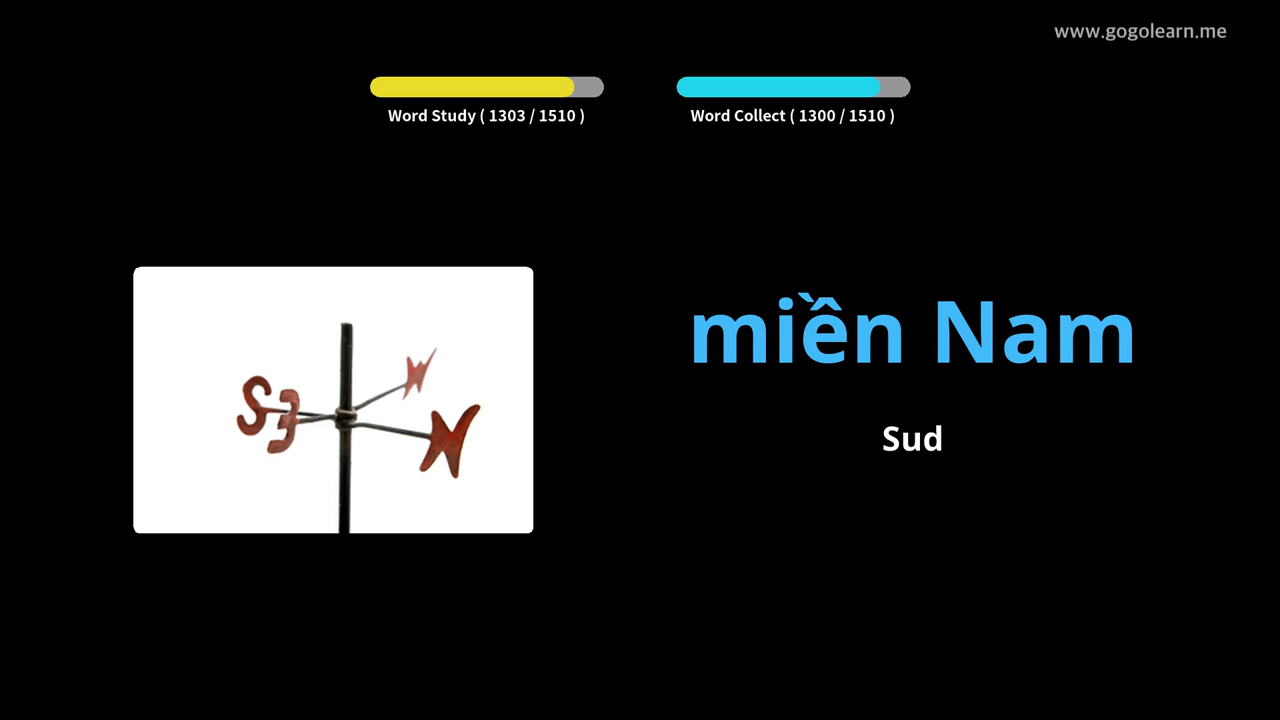 www.gogolearn.me
Word Study ( 1303 / 1510 )
Word Collect ( 1300 / 1510 )
miền Nam
Sud
S
E
N